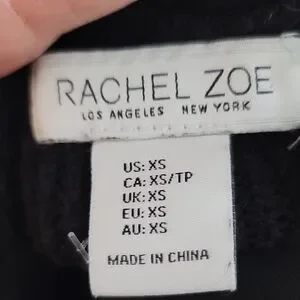 RACHEL ZOE
LOS ANGELES NEW YORK
US: XS
CA: XS/TP
UK: XS
EU: XS
AU: XS
MADE IN CHINA